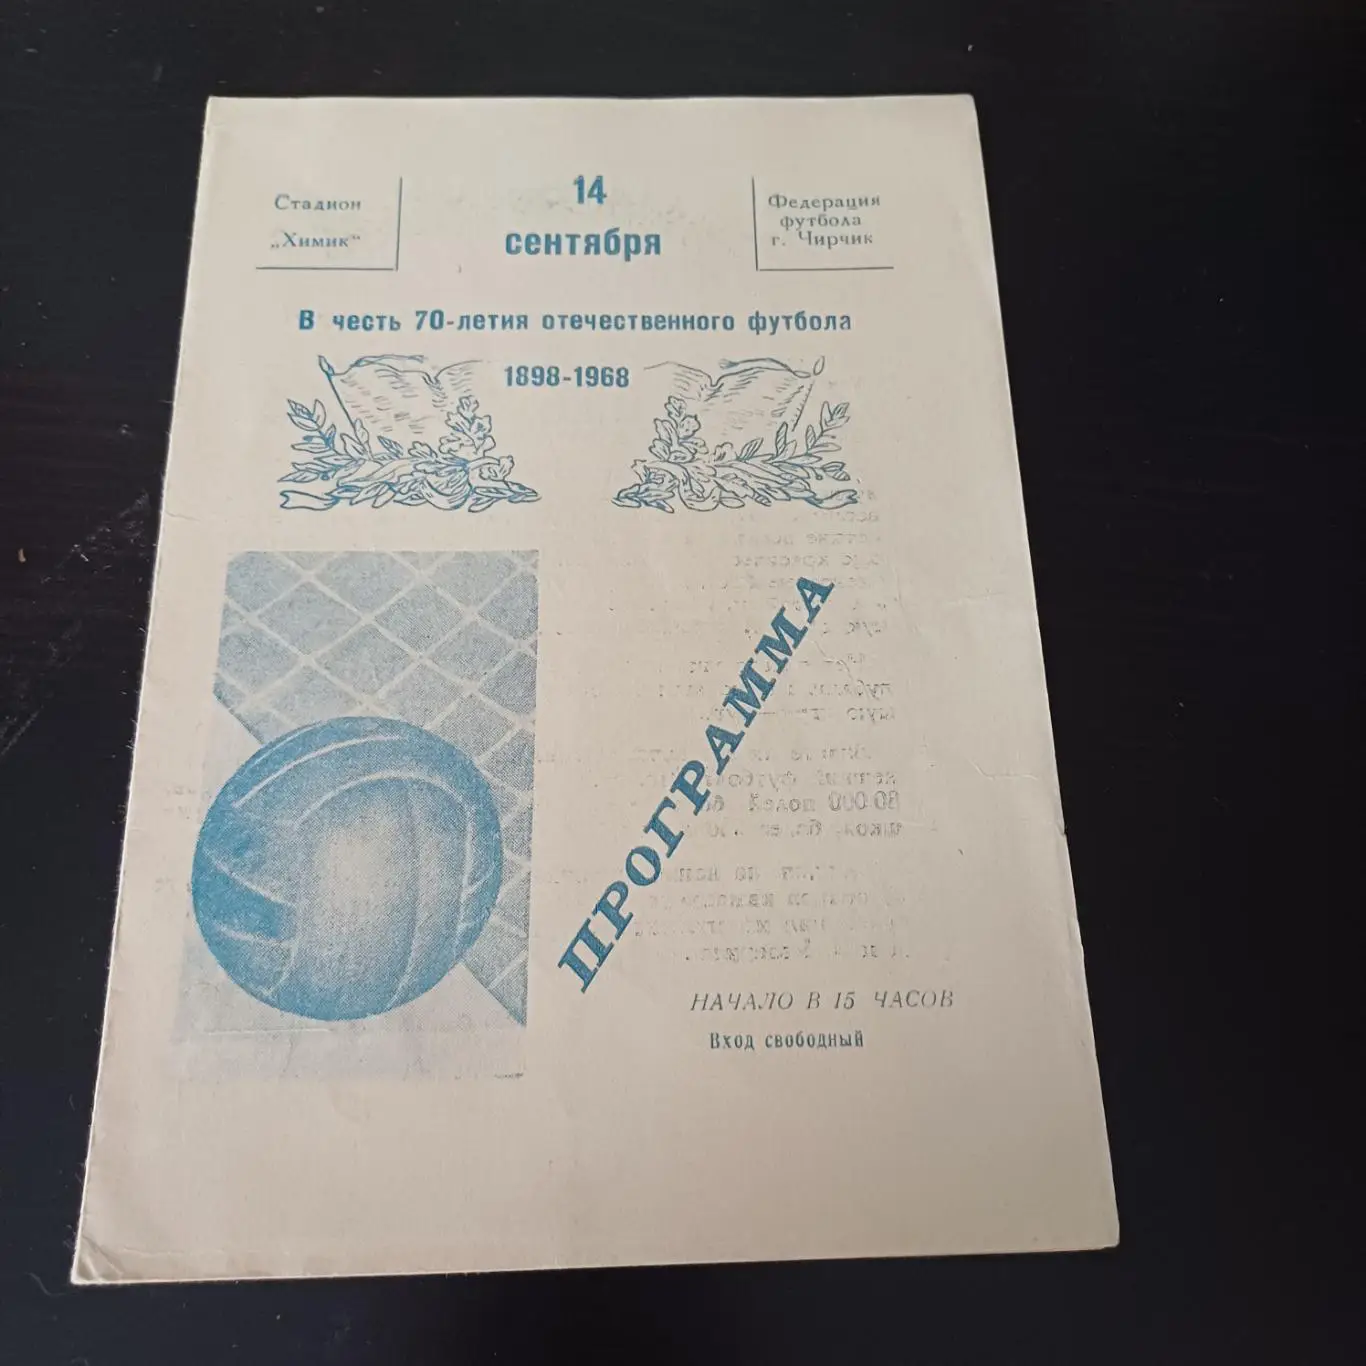 Стадион
„Химик“
14
сентября
Федерация
футбола
г. Чирчик
В честь 70-летия отечественного футбола
1898-1968
ПРОГРАММА
НАЧАЛО В 15 ЧАСОВ
Вход свободный